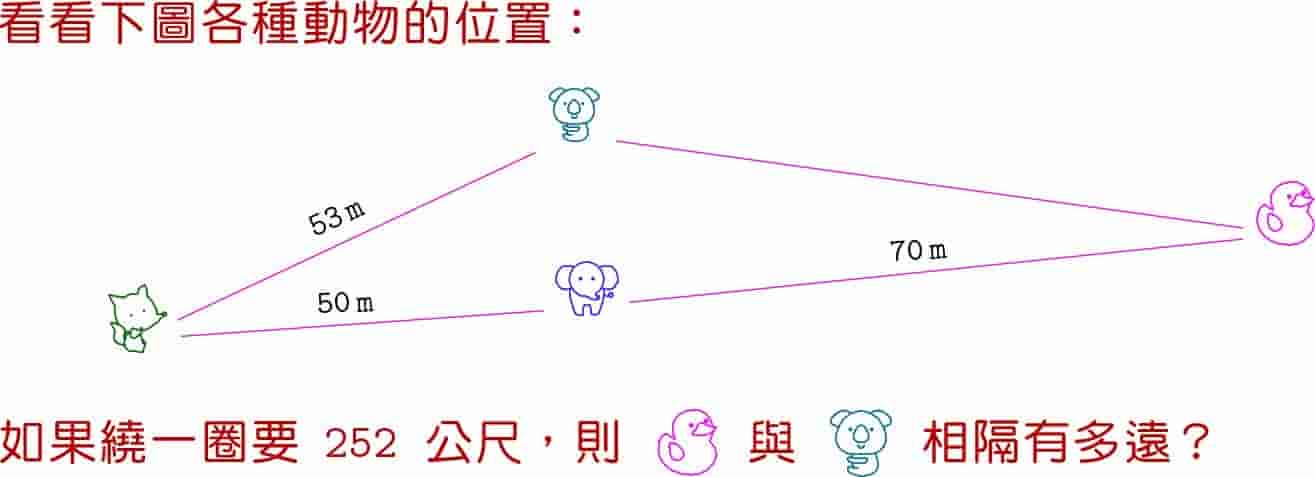 看看下圖各種動物的位置：
53 m
50 m
70 m
如果繞一圈要 252 公尺，則 與 相隔有多遠？